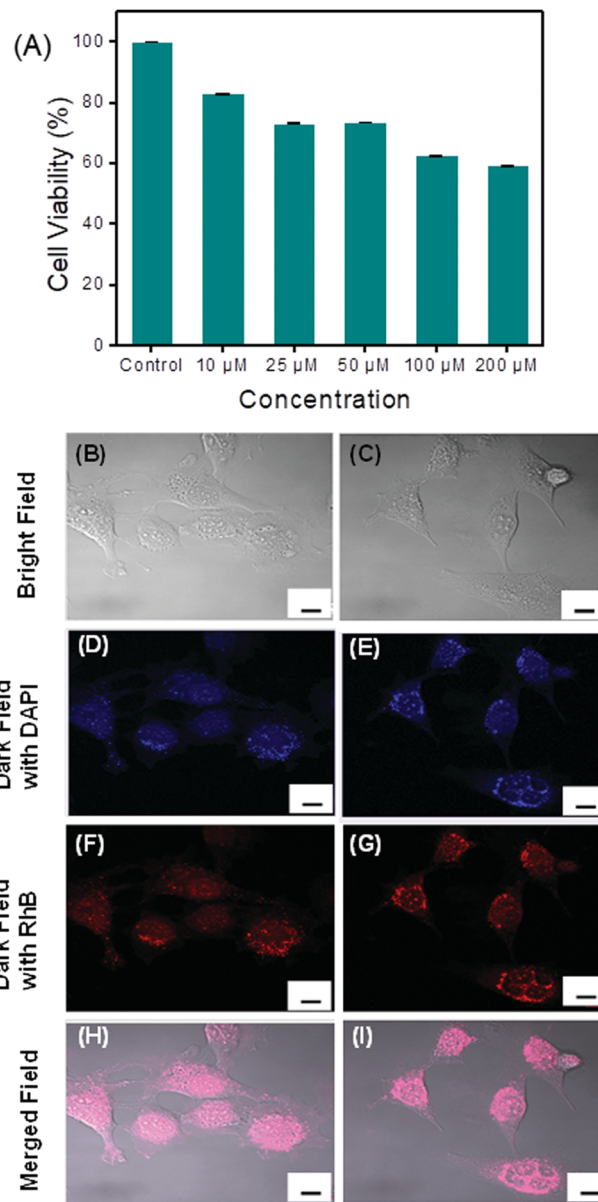 (A)
Cell Viability (%)
100
80
60
40
20
0
Control 10 µM 25 µM 50 µM 100 µM 200 µM
Concentration
Bright Field
(B) (C)
Dark Field
with DAPI
(D) (E)
Dark Field
with RhB
(F) (G)
Merged Field
(H) (I)